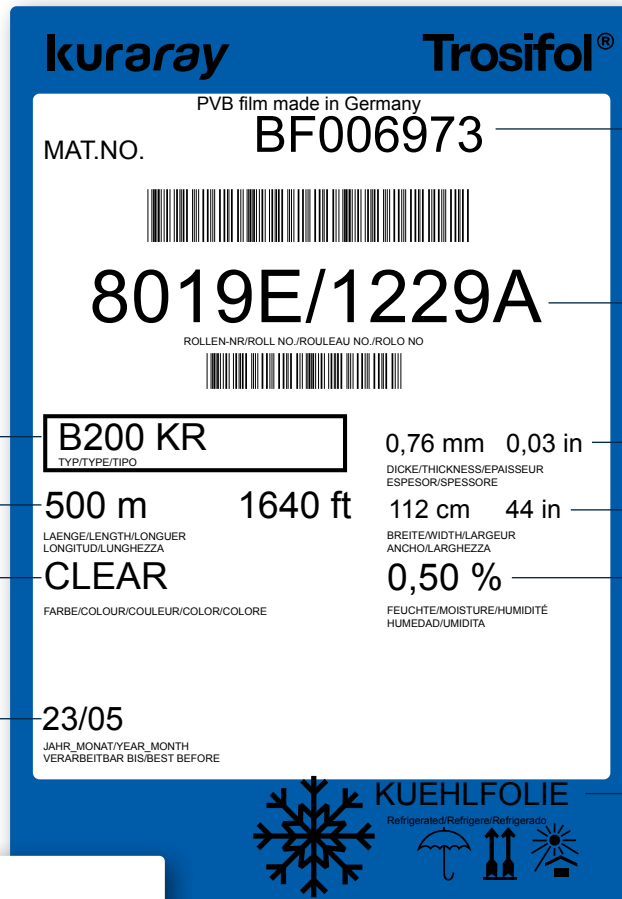 kuraray Trosifol®
PVB film made in Germany
MAT.NO. BF006973
8019E/1229A
ROLLEN-NR/ROLL NO./ROULEAU NO./ROLO NO
B200 KR
TYP/TYPE/TIPO
0,76 mm 0,03 in
DICKE/THICKNESS/EPAISSEUR
ESPESOR/SPESSORE
500 m 1640 ft
LAENGE/LENGTH/LONGUER
LONGITUD/LUNGHEZZA
112 cm 44 in
BREITE/WIDTH/LARGEUR
ANCHO/LARGHEZZA
CLEAR
FARBE/COLOUR/COULEUR/COLOR/COLORE
0,50 %
FEUCHTE/MOISTURE/HUMIDITÉ
HUMEDAD/UMIDITA
23/05
JAHR_MONAT/YEAR_MONTH
VERARBEITBAR BIS/BEST BEFORE
KUEHLFOLIE
Refrigerated/Refrigere/Refrigerado